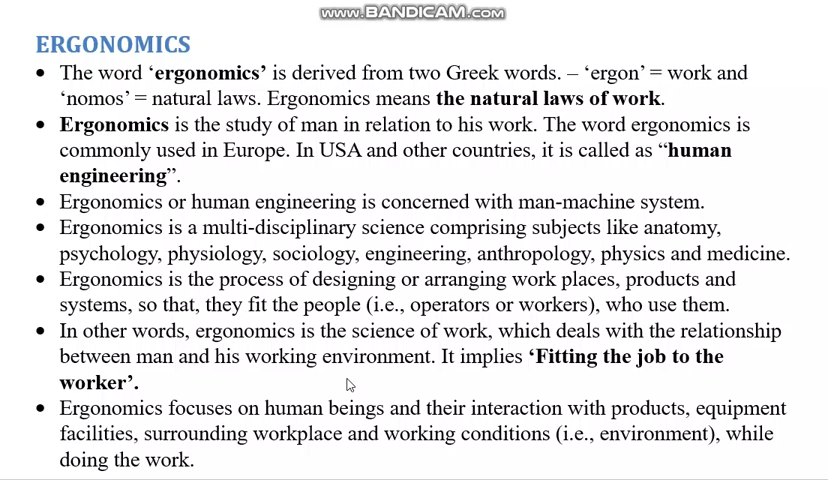 www.BANDICAM.com
ERGONOMICS
• The word ‘ergonomics’ is derived from two Greek words. – ‘ergon’ = work and
‘nomos’ = natural laws. Ergonomics means the natural laws of work.
• Ergonomics is the study of man in relation to his work. The word ergonomics is
commonly used in Europe. In USA and other countries, it is called as “human
engineering”.
• Ergonomics or human engineering is concerned with man-machine system.
• Ergonomics is a multi-disciplinary science comprising subjects like anatomy,
psychology, physiology, sociology, engineering, anthropology, physics and medicine.
• Ergonomics is the process of designing or arranging work places, products and
systems, so that, they fit the people (i.e., operators or workers), who use them.
• In other words, ergonomics is the science of work, which deals with the relationship
between man and his working environment. It implies ‘Fitting the job to the
worker’.
• Ergonomics focuses on human beings and their interaction with products, equipment
facilities, surrounding workplace and working conditions (i.e., environment), while
doing the work.